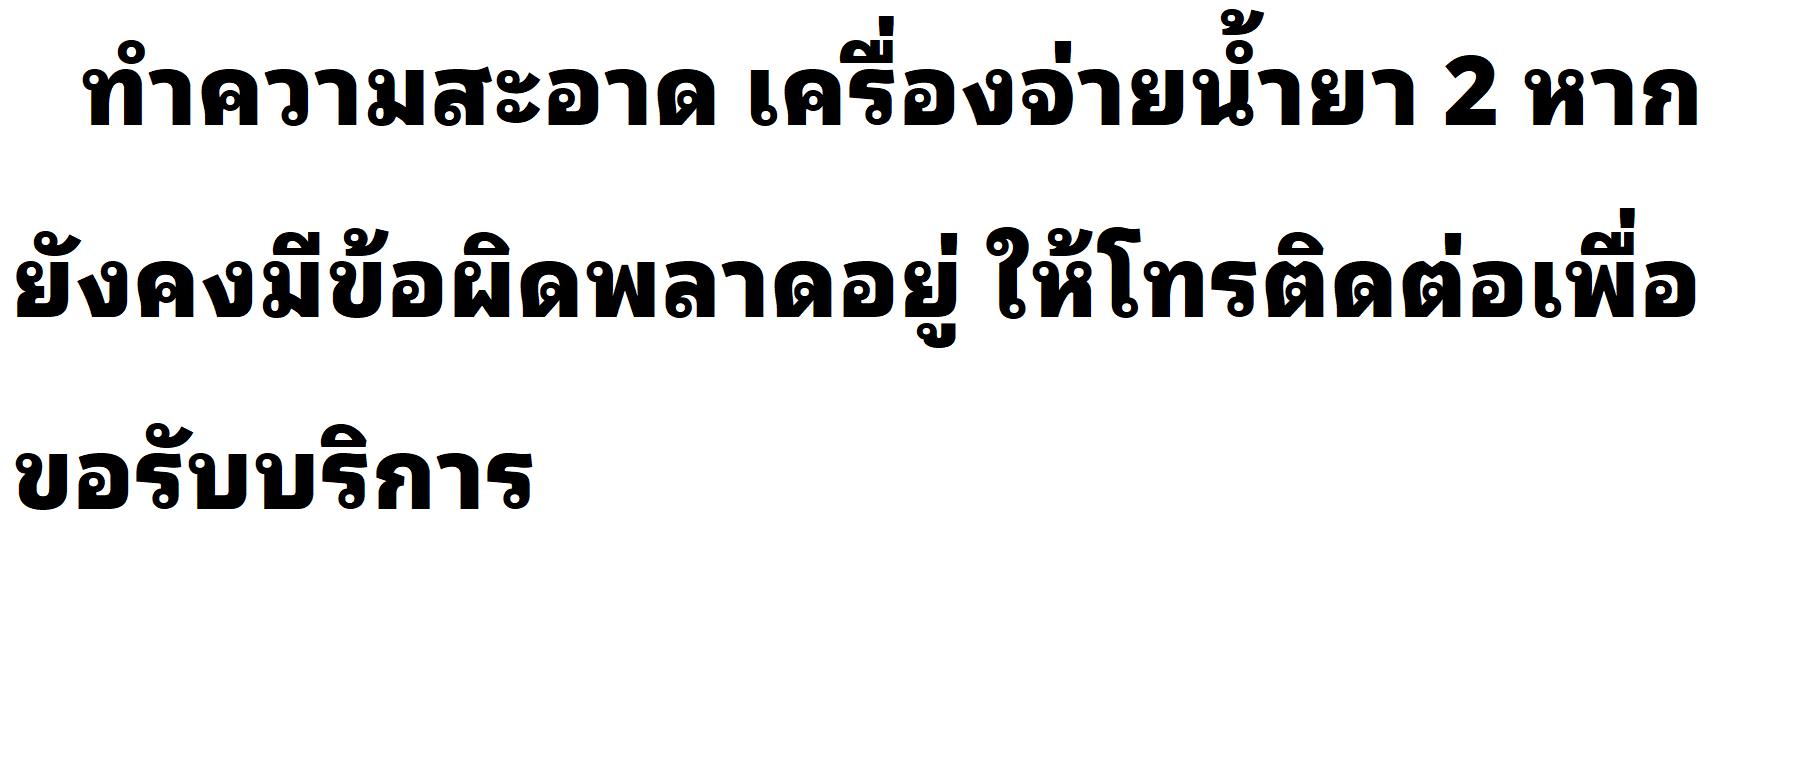 ทำความสะอาด เครื่องจ่ายน้ำยา 2 หาก
ยังคงมีข้อผิดพลาดอยู่ ให้โทรติดต่อเพื่อ
ขอรับบริการ